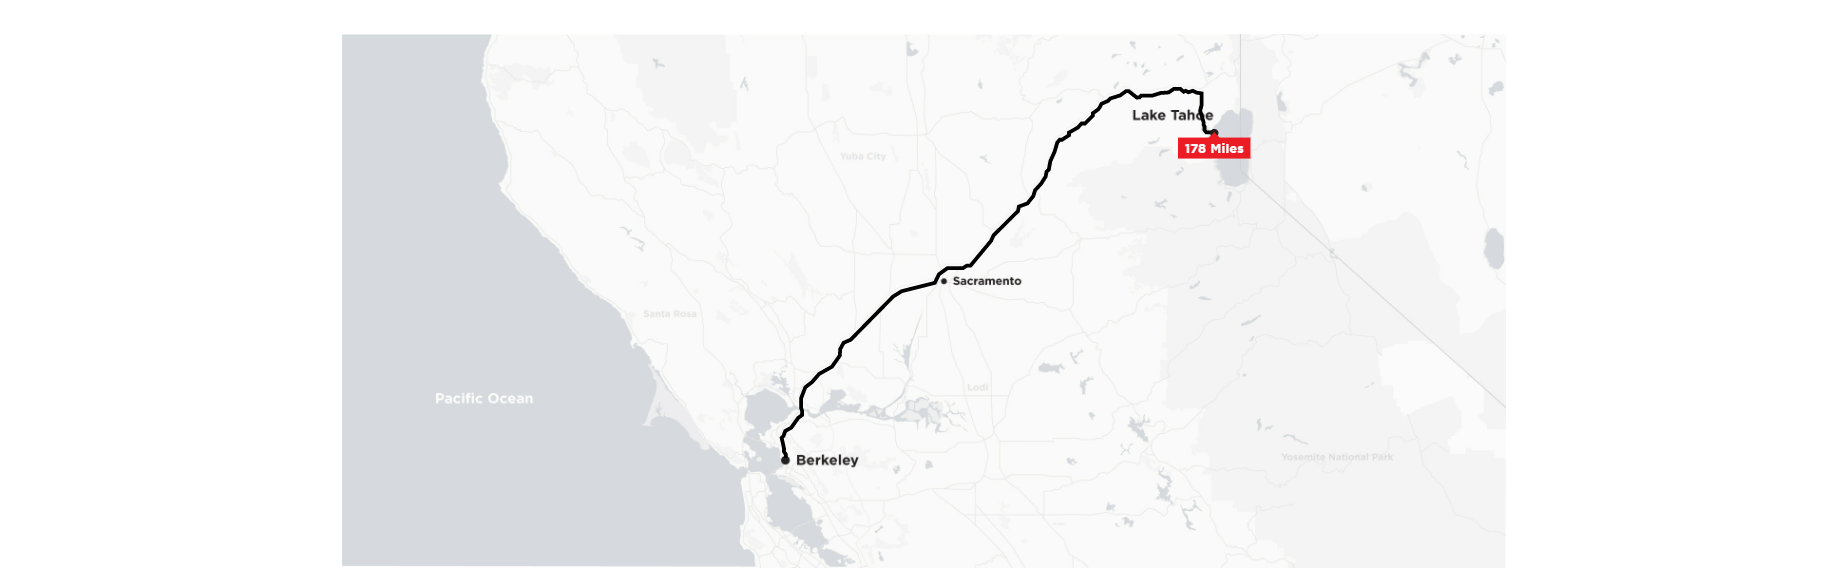 Lake Tahoe
178 Miles
Yuba City
Sacramento
Santa Rosa
Lodi
Pacific Ocean
Berkeley
Yosemite National Park